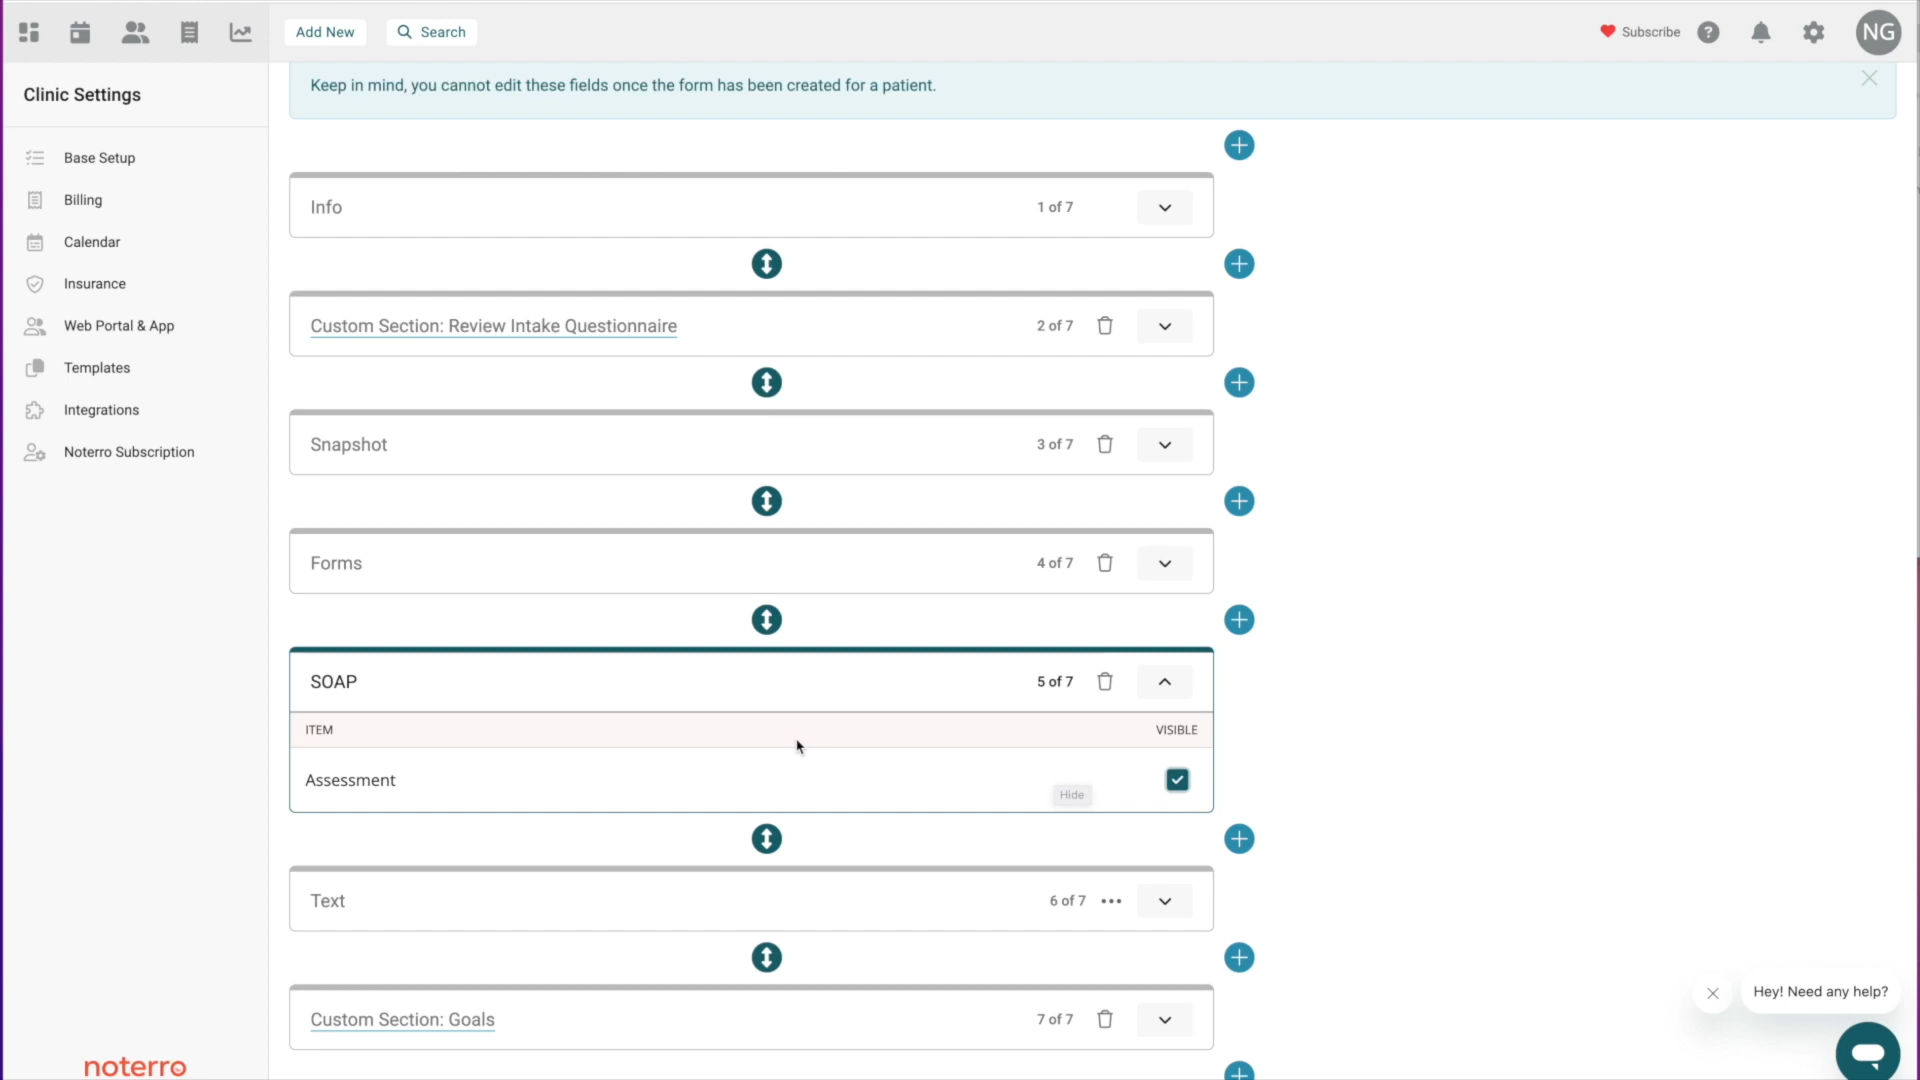 Add New
Search
Subscribe
?
NG
Clinic Settings
Base Setup
Billing
Calendar
Insurance
Web Portal & App
Templates
Integrations
Noterro Subscription
noterro
Keep in mind, you cannot edit these fields once the form has been created for a patient.
Info 1 of 7
Custom Section: Review Intake Questionnaire 2 of 7
Snapshot 3 of 7
Forms 4 of 7
SOAP 5 of 7
ITEM VISIBLE
Assessment
Hide
Text 6 of 7
Custom Section: Goals 7 of 7
Hey! Need any help?